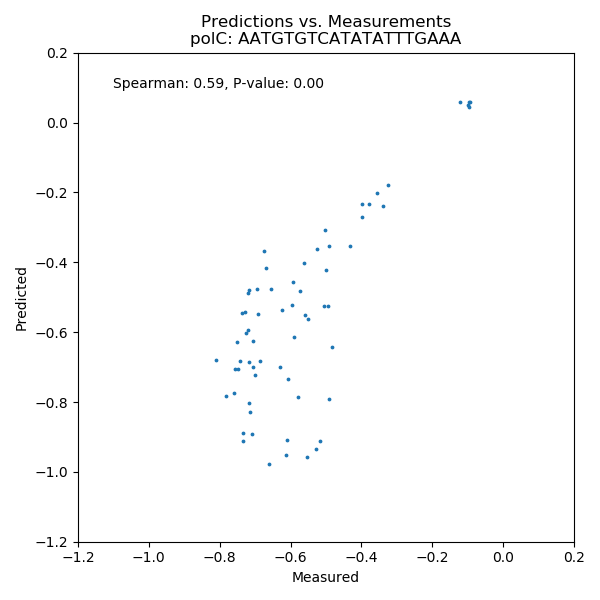 Predictions vs. Measurements
polC: AATGTGTCATATATTTGAAA
Spearman: 0.59, P-value: 0.00
0.2
0.0
−0.2
−0.4
−0.6
−0.8
−1.0
−1.2
Predicted
−1.2 −1.0 −0.8 −0.6 −0.4 −0.2 0.0 0.2
Measured